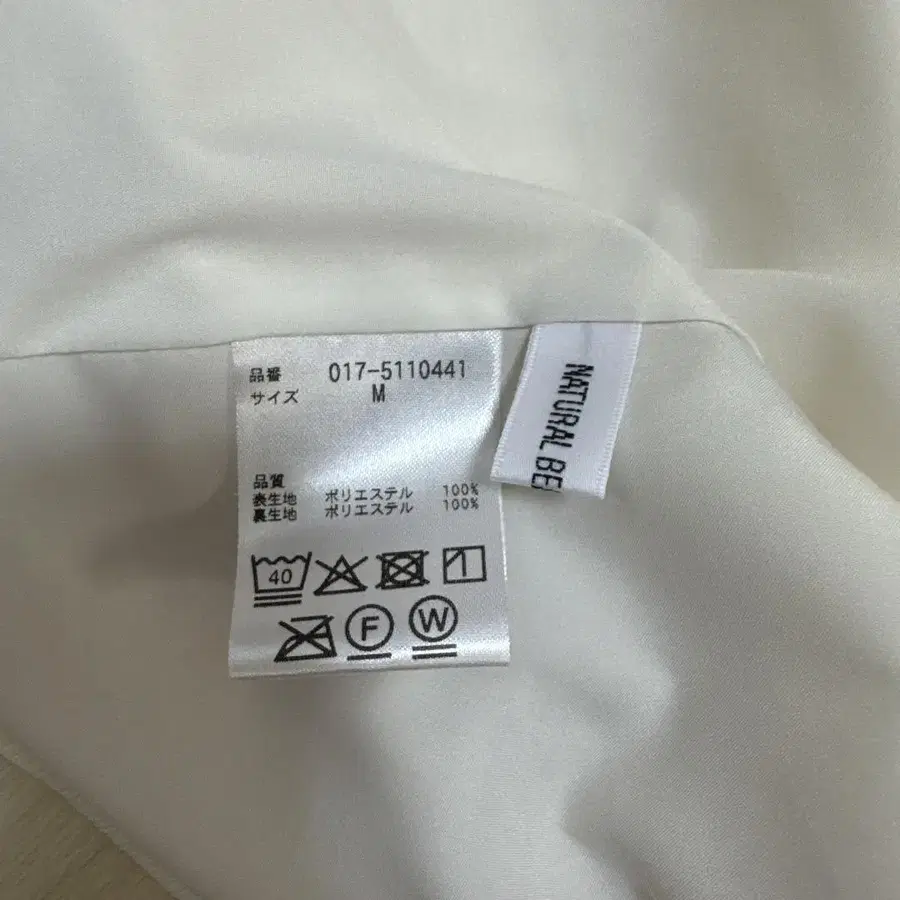 品番 017-5110441
サイズ M
品質
表生地 ポリエステル 100%
裏生地 ポリエステル 100%
40
F W
NATURAL